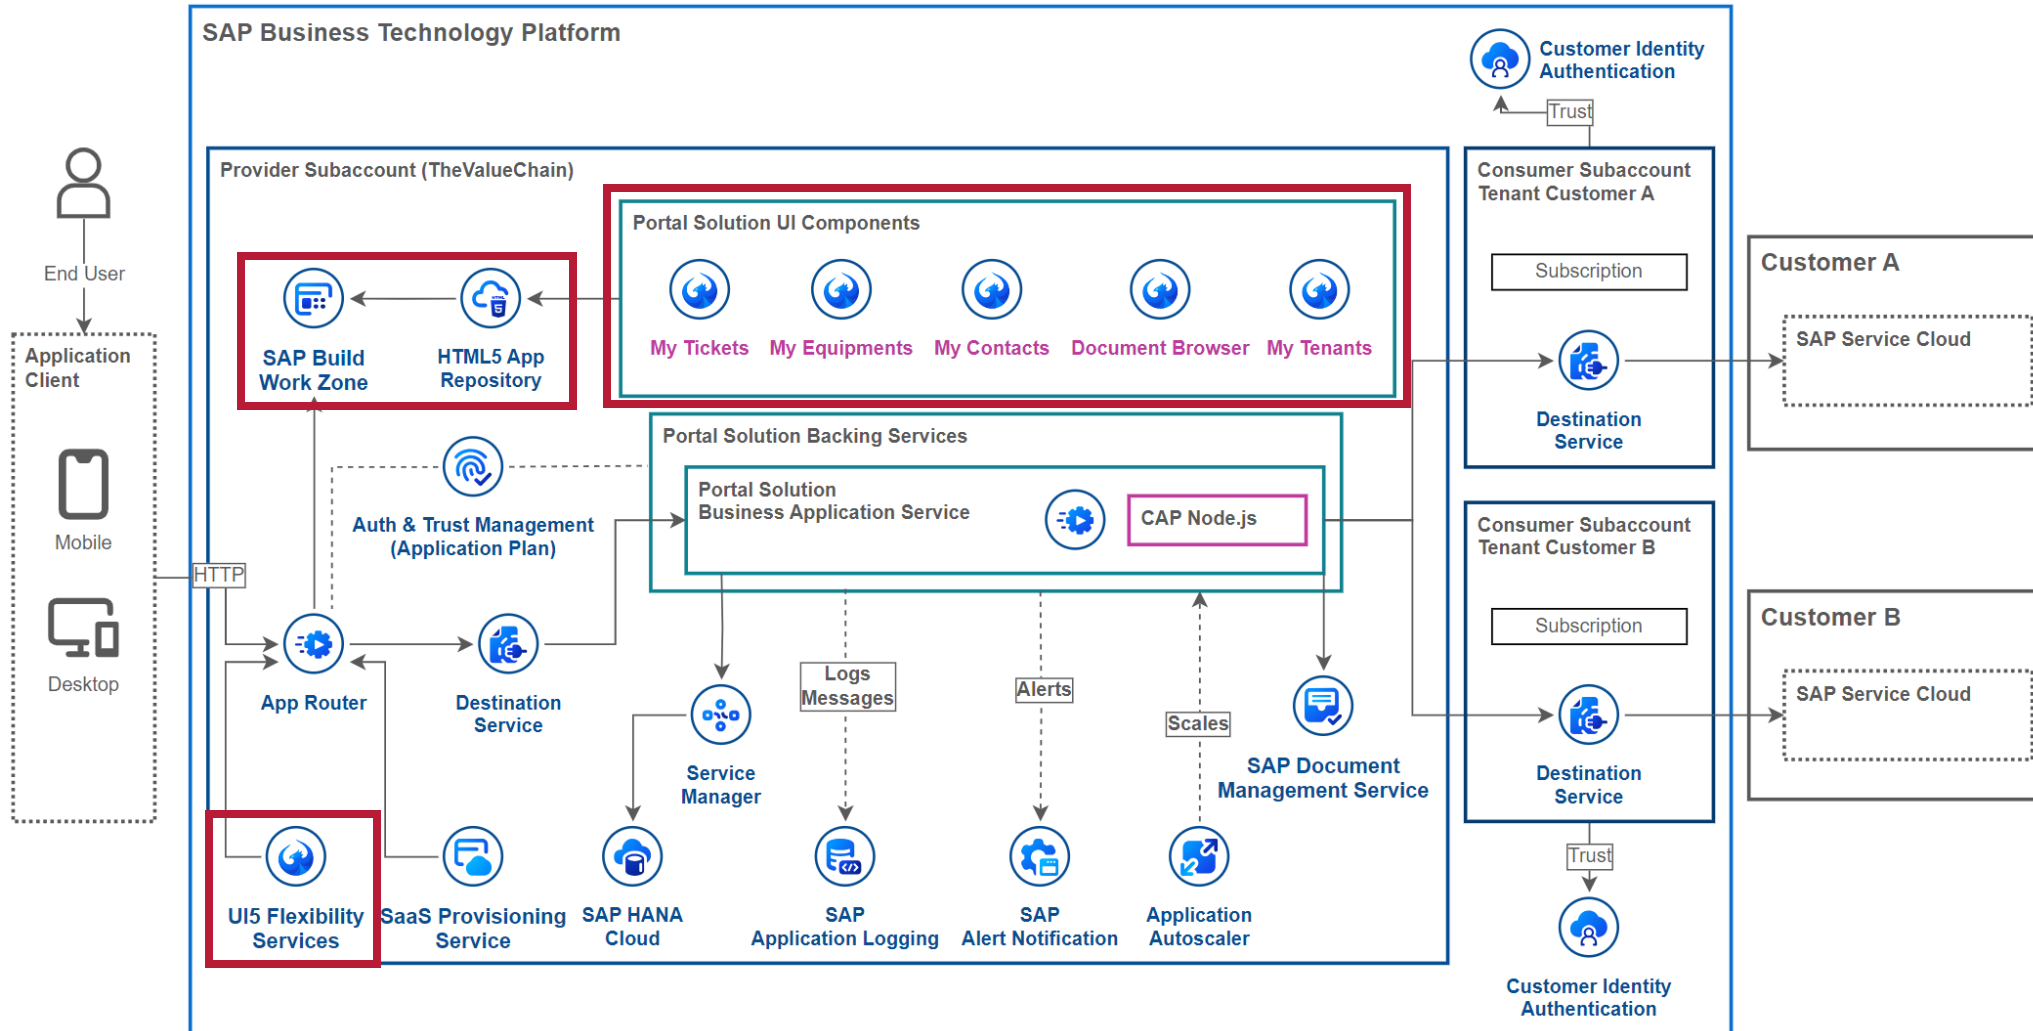 SAP Business Technology Platform
Customer Identity
Authentication
Trust
Provider Subaccount (TheValueChain)
Consumer Subaccount
Tenant Customer A
Portal Solution UI Components
Subscription
Customer A
End User
SAP Build
Work Zone
HTML5 App
Repository
My Tickets
My Equipments
My Contacts
Document Browser
My Tenants
SAP Service Cloud
Application
Client
Destination
Service
Portal Solution Backing Services
Portal Solution
Business Application Service
CAP Node.js
Auth & Trust Management
(Application Plan)
Consumer Subaccount
Tenant Customer B
Mobile
HTTP
Subscription
Customer B
Desktop
App Router
Destination
Service
Logs
Messages
Alerts
Scales
SAP Service Cloud
Service
Manager
SAP Document
Management Service
Destination
Service
Trust
UI5 Flexibility
Services
SaaS Provisioning
Service
SAP HANA
Cloud
SAP
Application Logging
SAP
Alert Notification
Application
Autoscaler
Customer Identity
Authentication